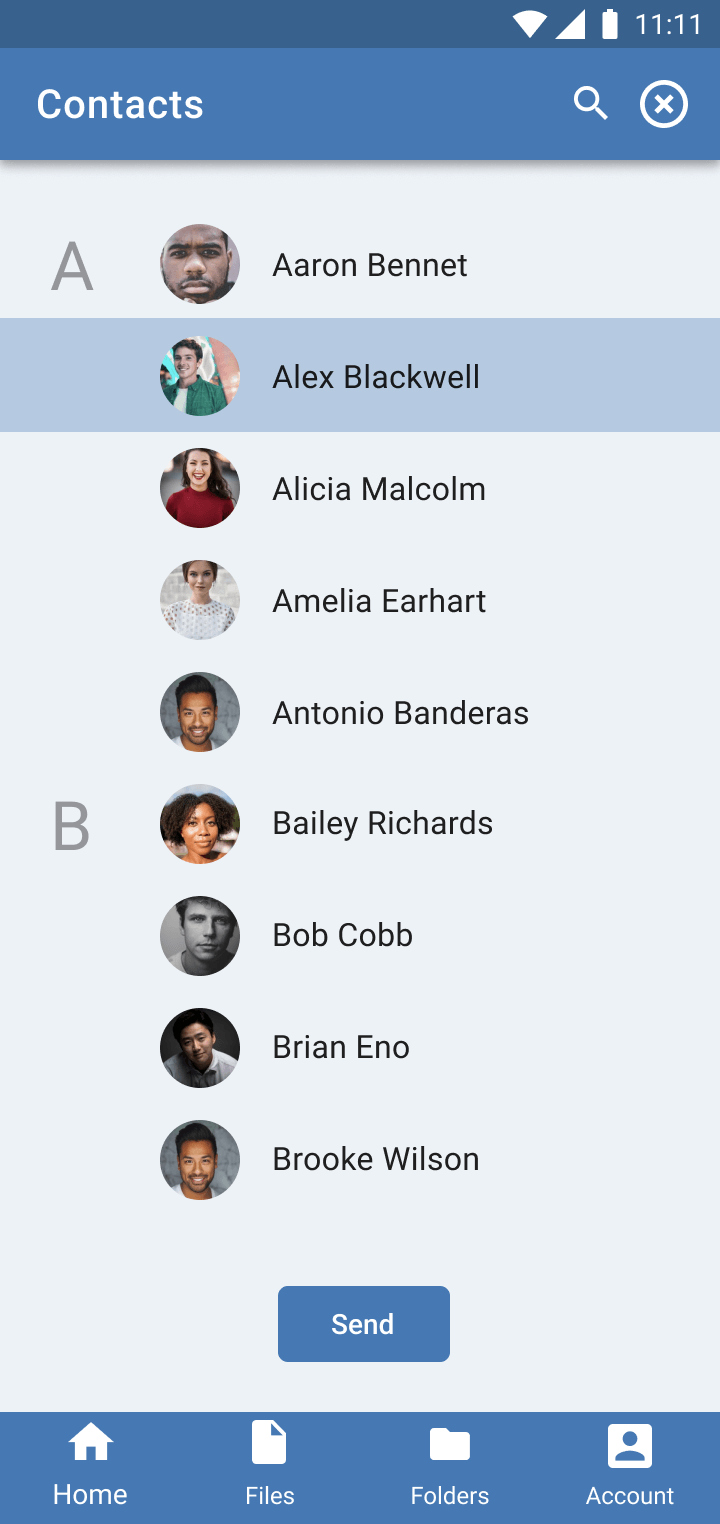 11:11
Contacts
A
Aaron Bennet
Alex Blackwell
Alicia Malcolm
Amelia Earhart
Antonio Banderas
B
Bailey Richards
Bob Cobb
Brian Eno
Brooke Wilson
Send
Home
Files
Folders
Account